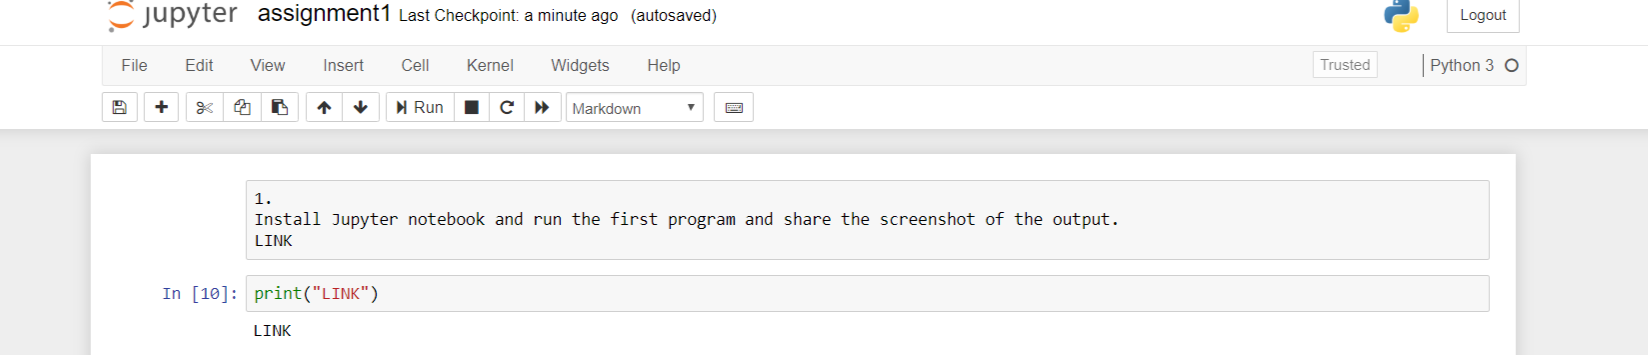 jupyter assignment1 Last Checkpoint: a minute ago (autosaved) Logout
File Edit View Insert Cell Kernel Widgets Help Trusted Python 3
Run Markdown
1.
Install Jupyter notebook and run the first program and share the screenshot of the output.
LINK
In [10]: print("LINK")
LINK